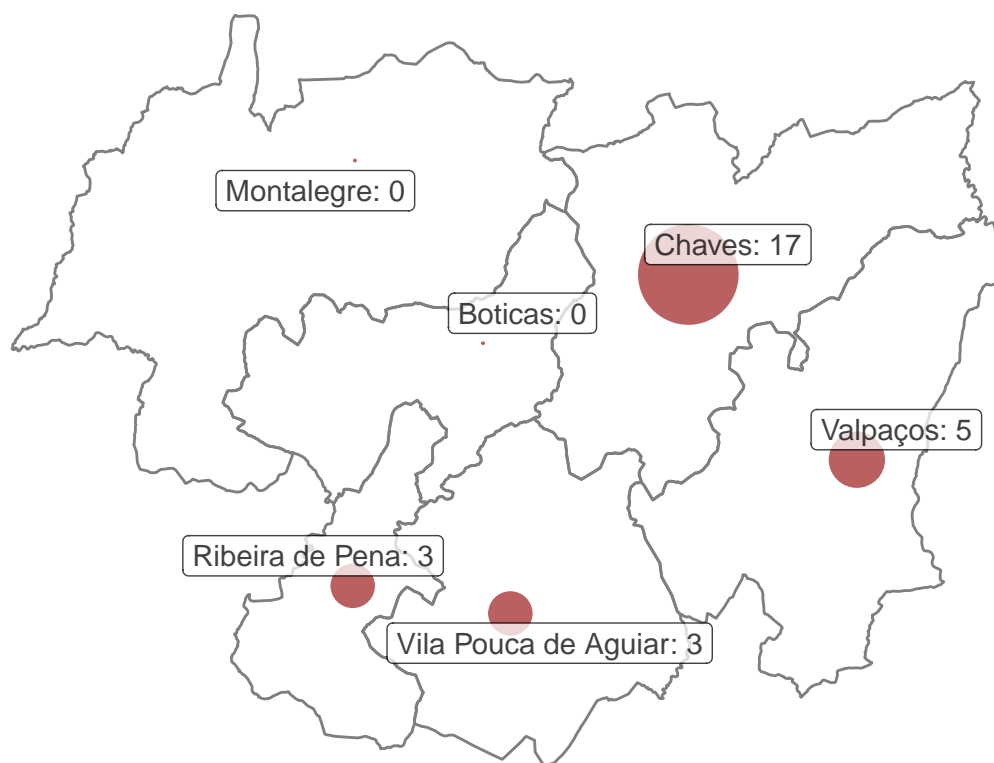 Montalegre: 0
Chaves: 17
Boticas: 0
Valpaços: 5
Ribeira de Pena: 3
Vila Pouca de Aguiar: 3